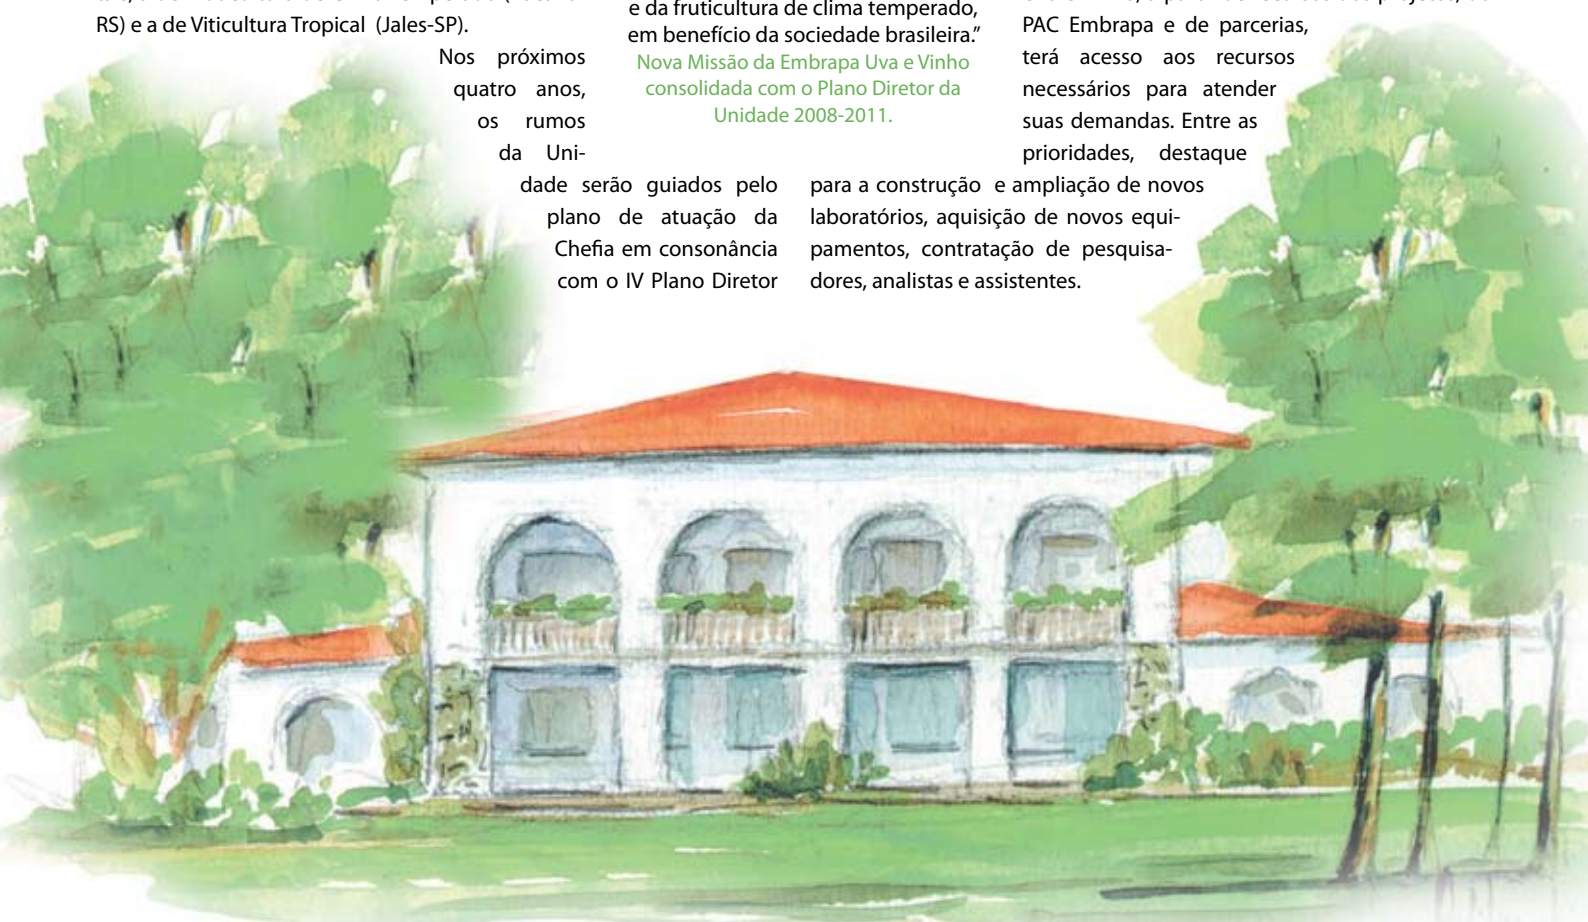 RS) e a de Viticultura Tropical (Jales-SP).
Nos próximos
quatro anos,
os rumos
da Uni-
dade serão guiados pelo
plano de atuação da
Chefia em consonância
com o IV Plano Diretor
e da fruticultura de clima temperado,
em benefício da sociedade brasileira.”
Nova Missão da Embrapa Uva e Vinho
consolidada com o Plano Diretor da
Unidade 2008-2011.
PAC Embrapa e de parcerias,
terá acesso aos recursos
necessários para atender
suas demandas. Entre as
prioridades, destaque
para a construção e ampliação de novos
laboratórios, aquisição de novos equi-
pamentos, contratação de pesquisa-
dores, analistas e assistentes.